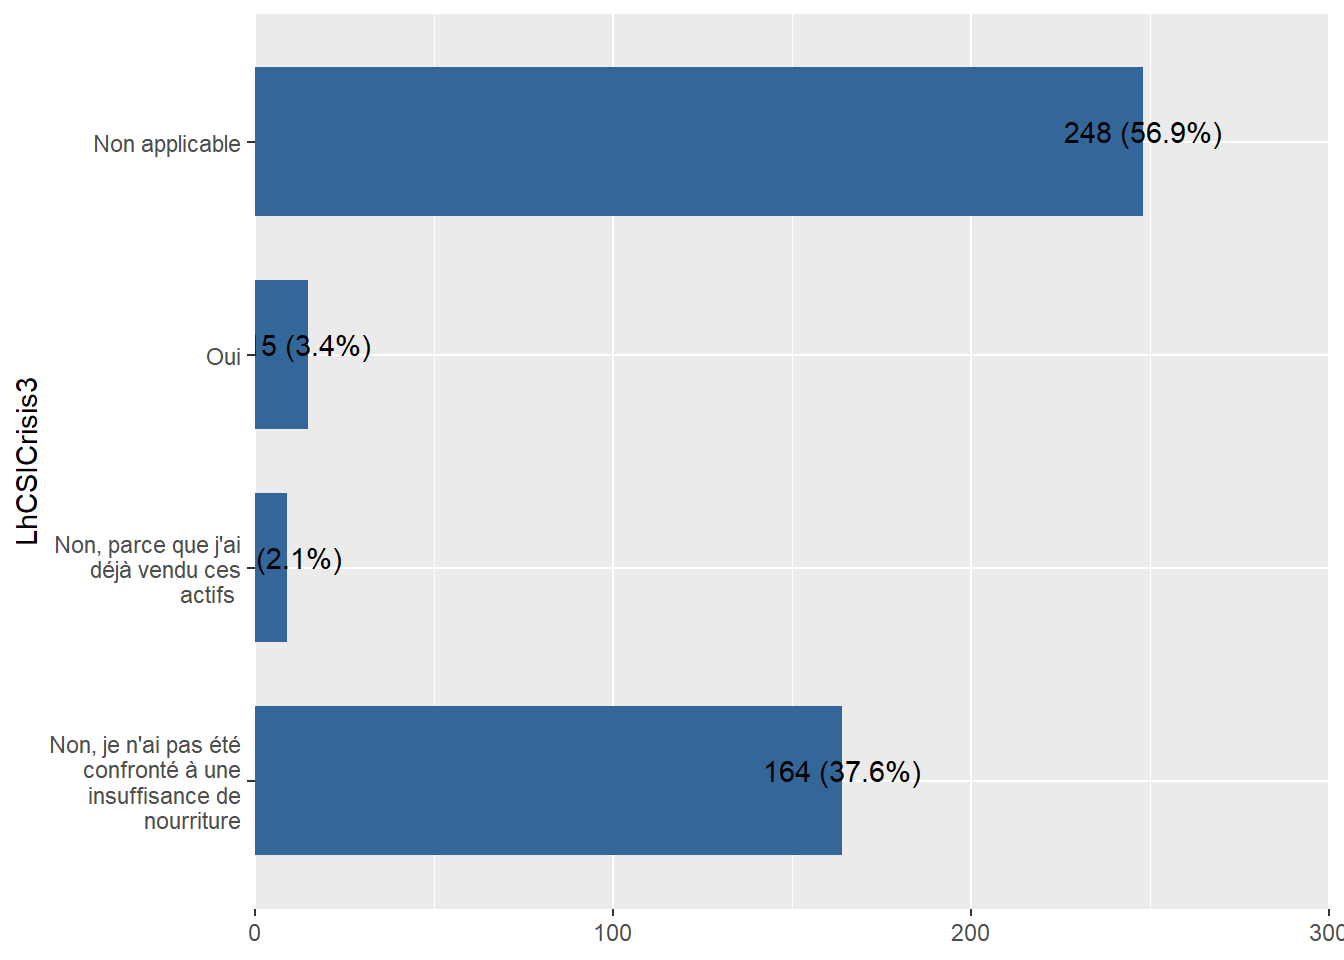 LhCSICrisis3
Non applicable
248 (56.9%)
Oui
5 (3.4%)
Non, parce que j'ai
déjà vendu ces
actifs
(2.1%)
Non, je n'ai pas été
confronté à une
insuffisance de
nourriture
164 (37.6%)
0
100
200
300